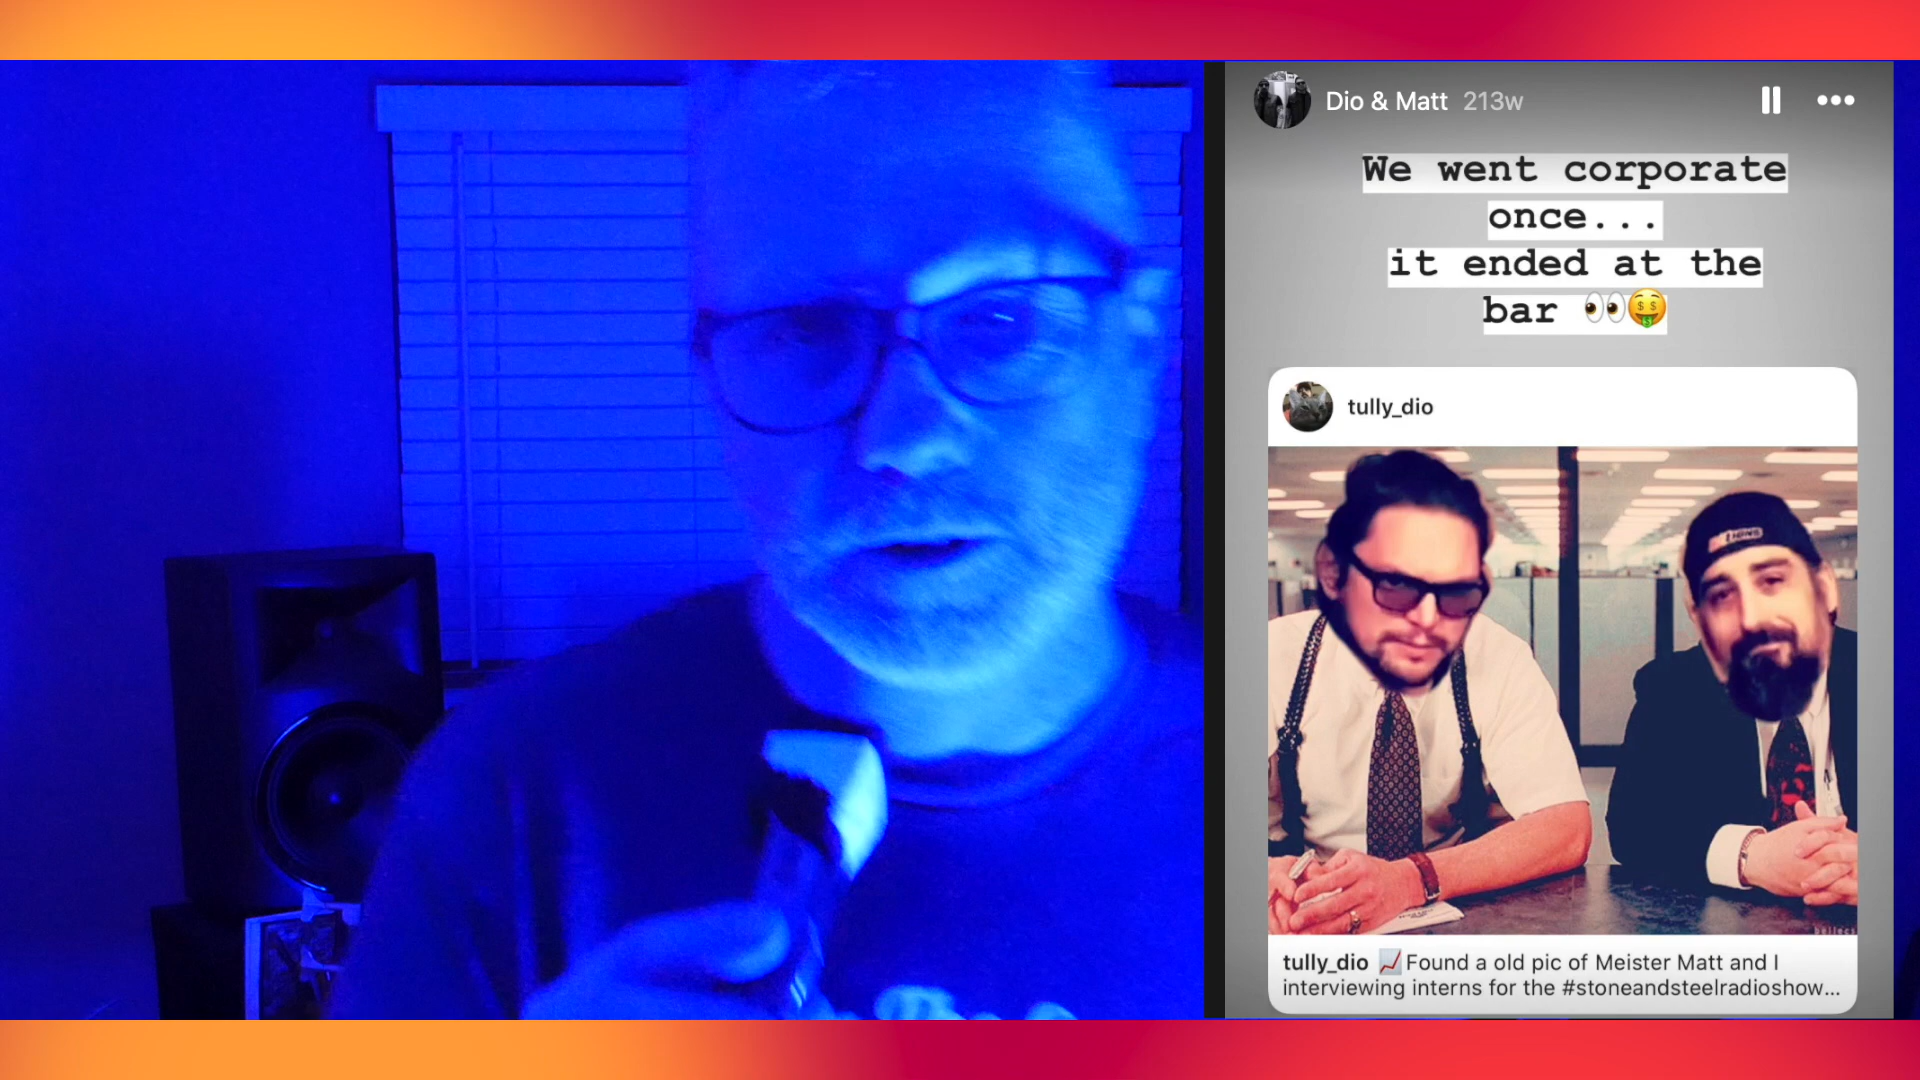 Dio & Matt 213w
We went corporate
once...
it ended at the
bar 👀🤑
tully_dio
LIONS
tully_dio 📈Found a old pic of Meister Matt and I
interviewing interns for the #stoneandsteelradioshow...